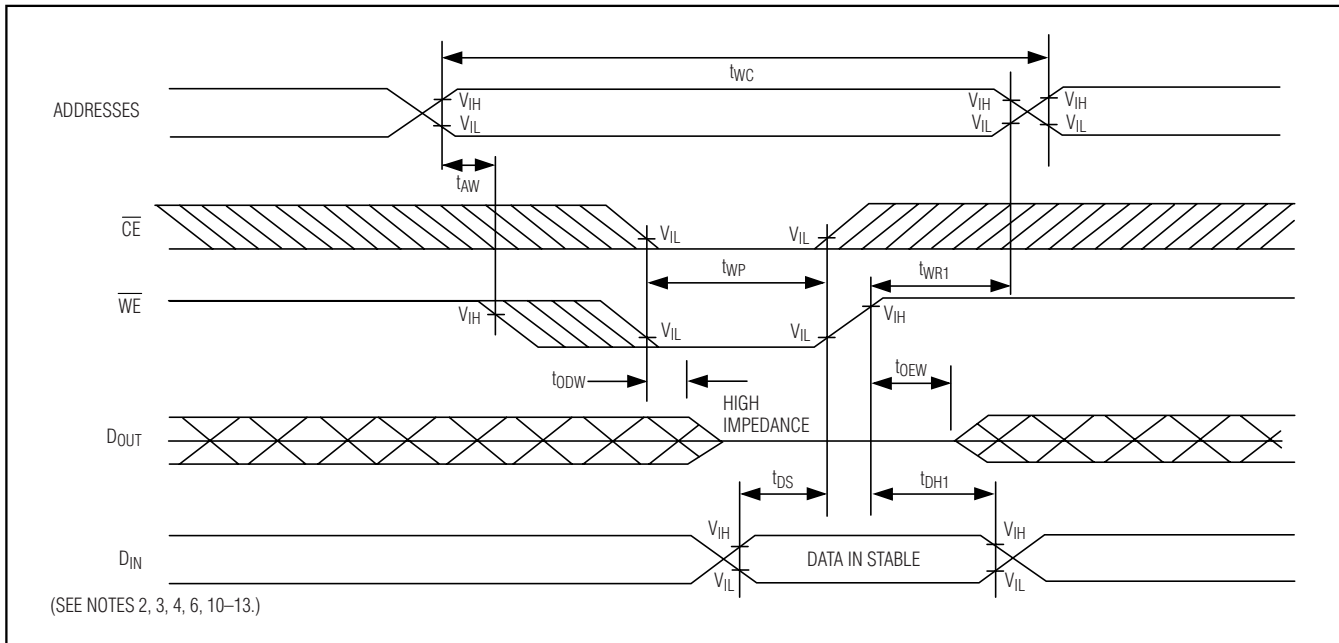 tWC
ADDRESSES
VIH
VIL
VIH
VIL
VIH
VIL
tAW
CE
VIL
VIL
tWP
tWR1
WE
VIH
VIL
VIL
VIH
tODW
tOEW
HIGH
IMPEDANCE
DOUT
tDS
tDH1
DIN
VIH
VIL
DATA IN STABLE
VIH
VIL
(SEE NOTES 2, 3, 4, 6, 10–13.)